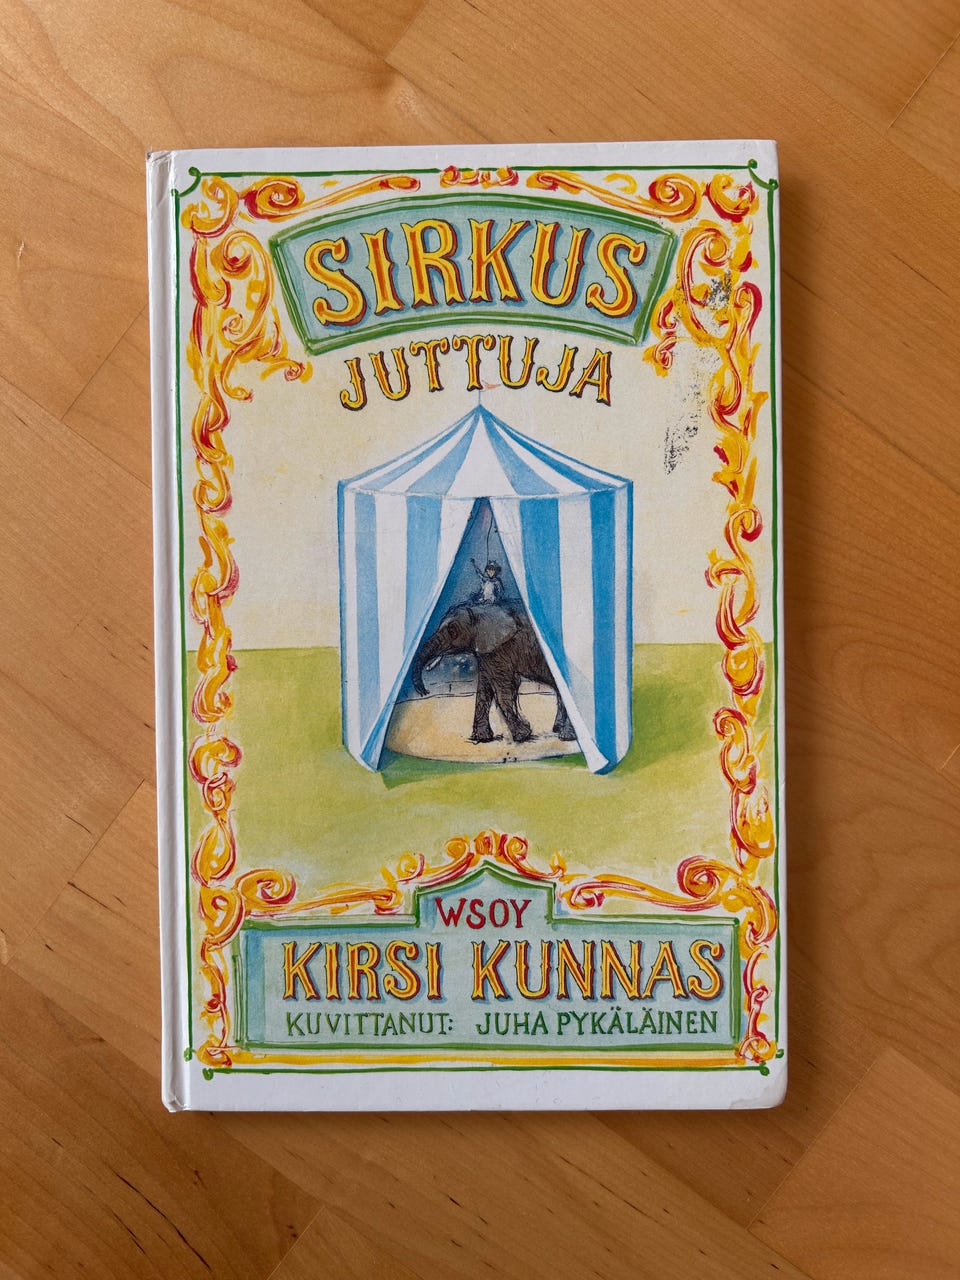 SIRKUS
JUTTUJA
WSOY
KIRSI KUNNAS
KUVITTANUT: JUHA PYKÄLÄINEN